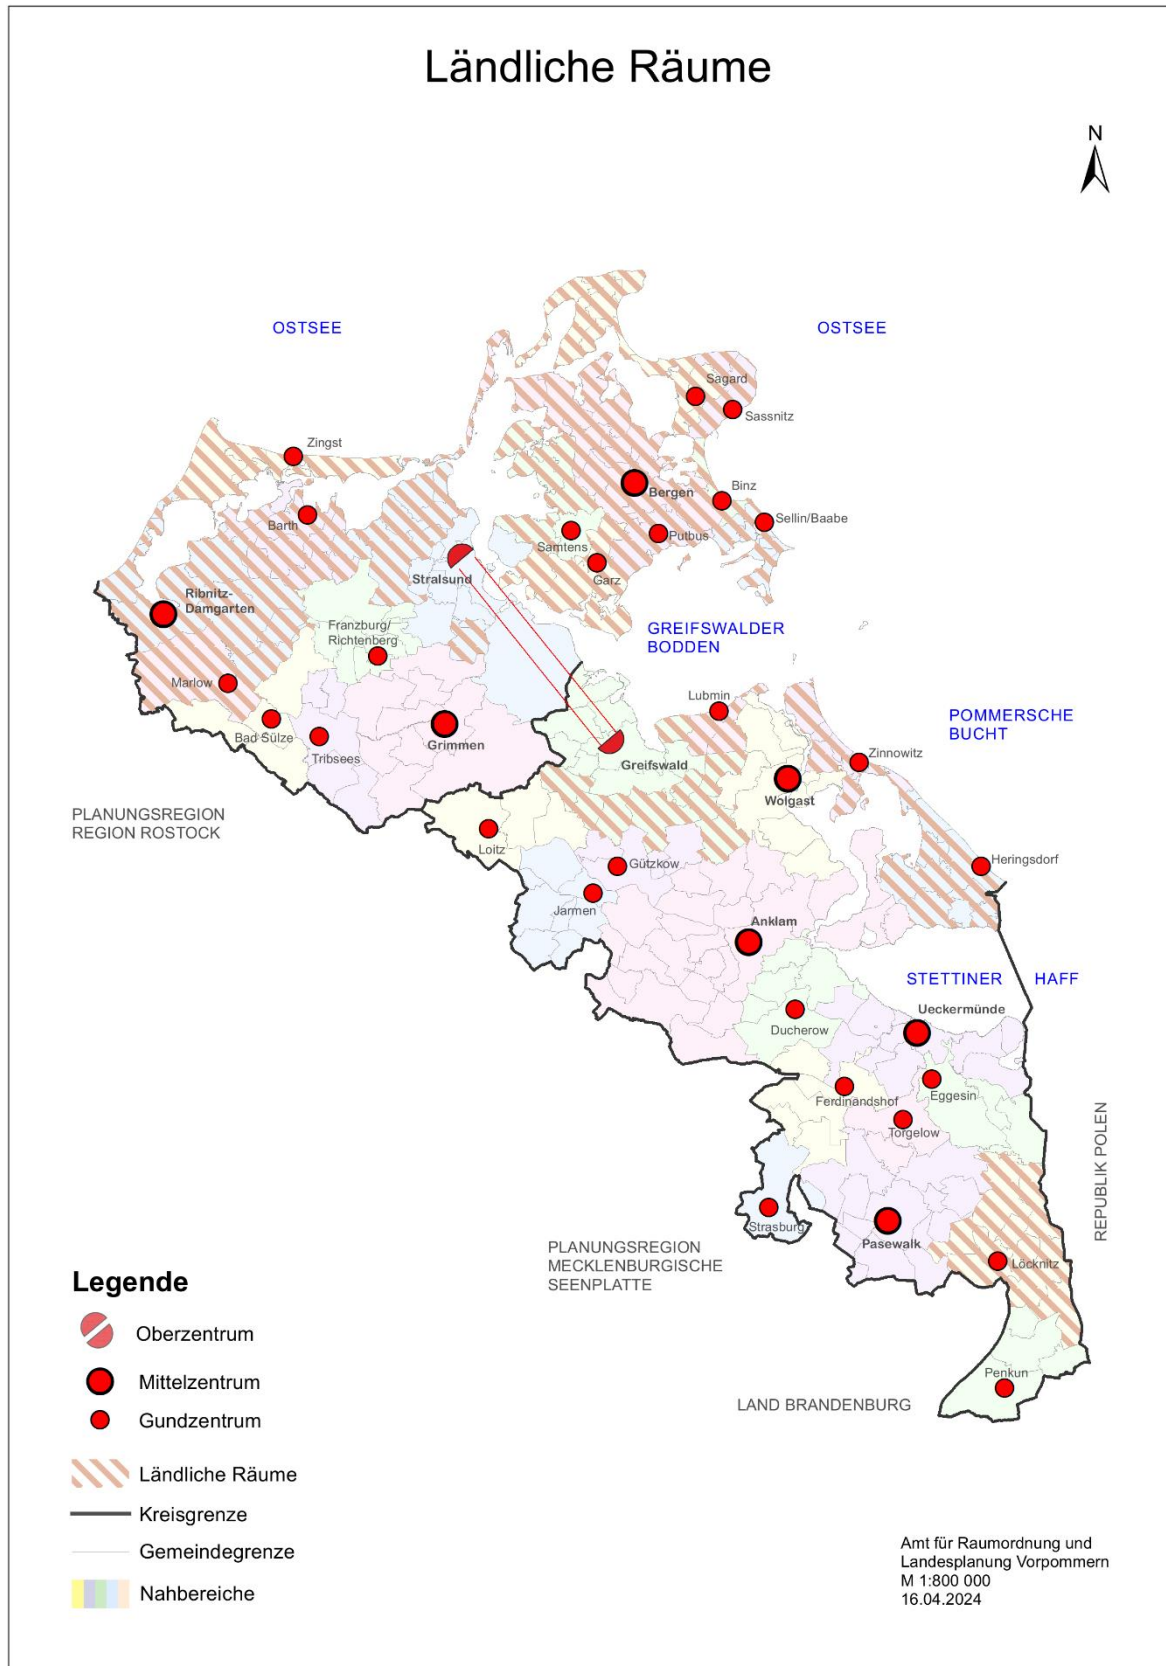 Ländliche Räume
N
OSTSEE
OSTSEE
Sagard
Sassnitz
Zingst
Binz
Bergen
Sellin/Baabe
Barth
Samtens
Putbus
Garz
Stralsund
Ribnitz-
Damgarten
Franzburg/
Richtenberg
GREIFSWALDER
BODDEN
Marlow
Lubmin
Bad Sülze
Tribsees
Grimmen
Greifswald
POMMERSCHE
BUCHT
Zinnowitz
Wolgast
PLANUNGSREGION
REGION ROSTOCK
Loitz
Gützkow
Heringsdorf
Jarmen
Anklam
STETTINER HAFF
Ueckermünde
Ducherow
Ferdinandshof
Eggesin
Torgelow
REPUBLIK POLEN
Strasburg
Pasewalk
Löcknitz
PLANUNGSREGION
MECKLENBURGISCHE
SEENPLATTE
Penkun
LAND BRANDENBURG
Legende
Oberzentrum
Mittelzentrum
Gundzentrum
Ländliche Räume
Kreisgrenze
Gemeindegrenze
Nahbereiche
Amt für Raumordnung und
Landesplanung Vorpommern
M 1:800 000
16.04.2024